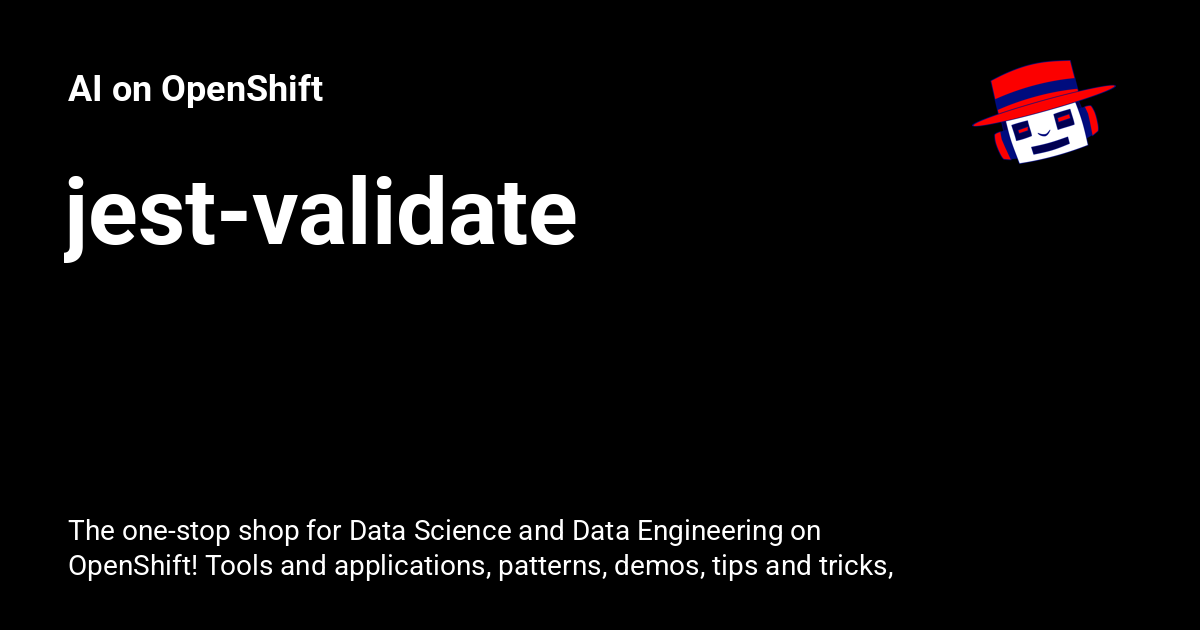 AI on OpenShift
jest-validate
The one-stop shop for Data Science and Data Engineering on
OpenShift! Tools and applications, patterns, demos, tips and tricks,